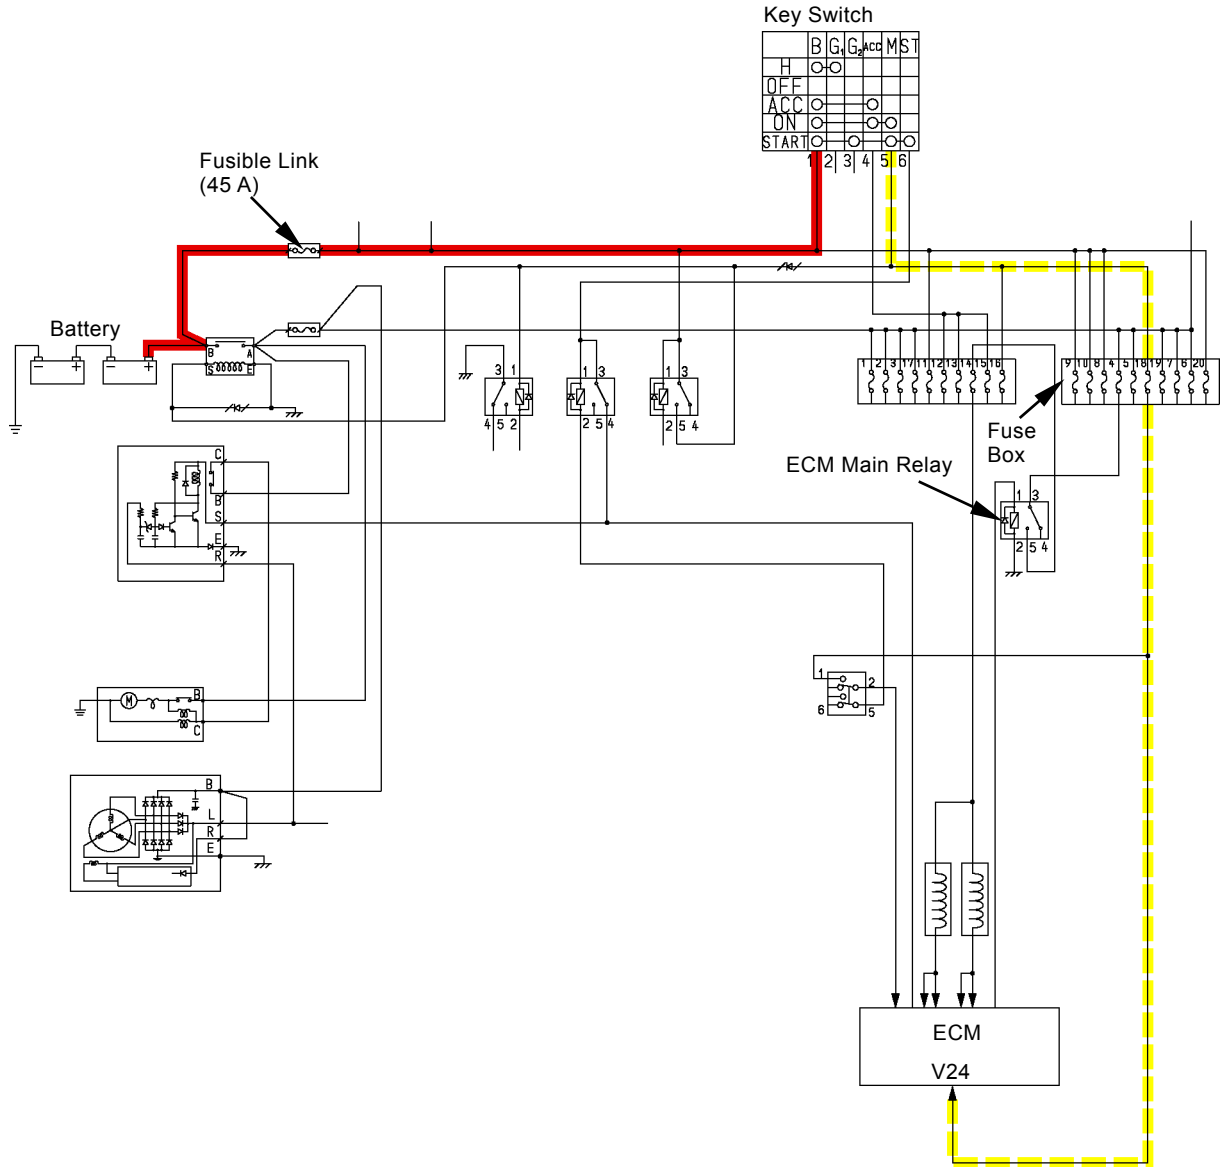 Key Switch
B G1 G2 ACC M ST
H
OFF
ACC
ON
START
1 2 3 4 5 6
Fusible Link
(45 A)
Battery
− + − +
B A
S E
3 1
4 5 2
1 3
2 5 4
1 3
2 5 4
1 2 3 17 11 12 13 14 15 16
9 10 8 4 5 18 19 7 6 20
Fuse
Box
ECM Main Relay
1 3
2 5 4
C
B
S
E
R
1 2
6 5
M B
C
B
L
R
E
ECM
V24